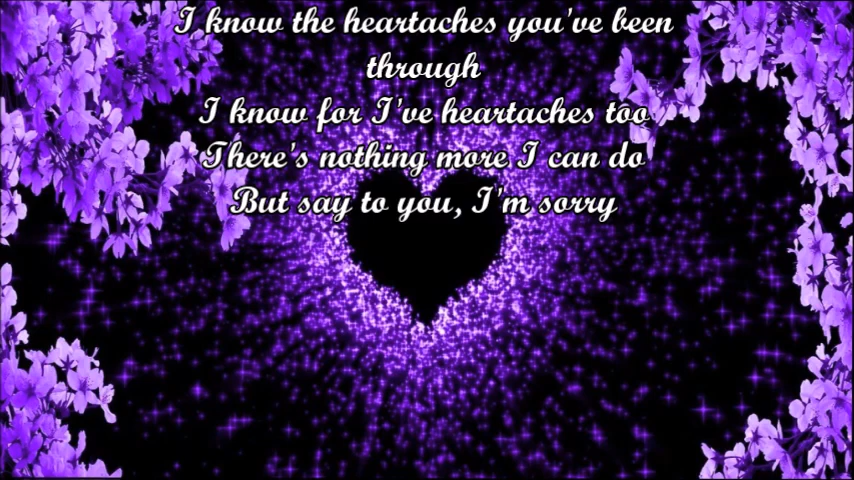 I know the heartaches you've been
through
I know for I've heartaches too
There's nothing more I can do
But say to you, I'm sorry